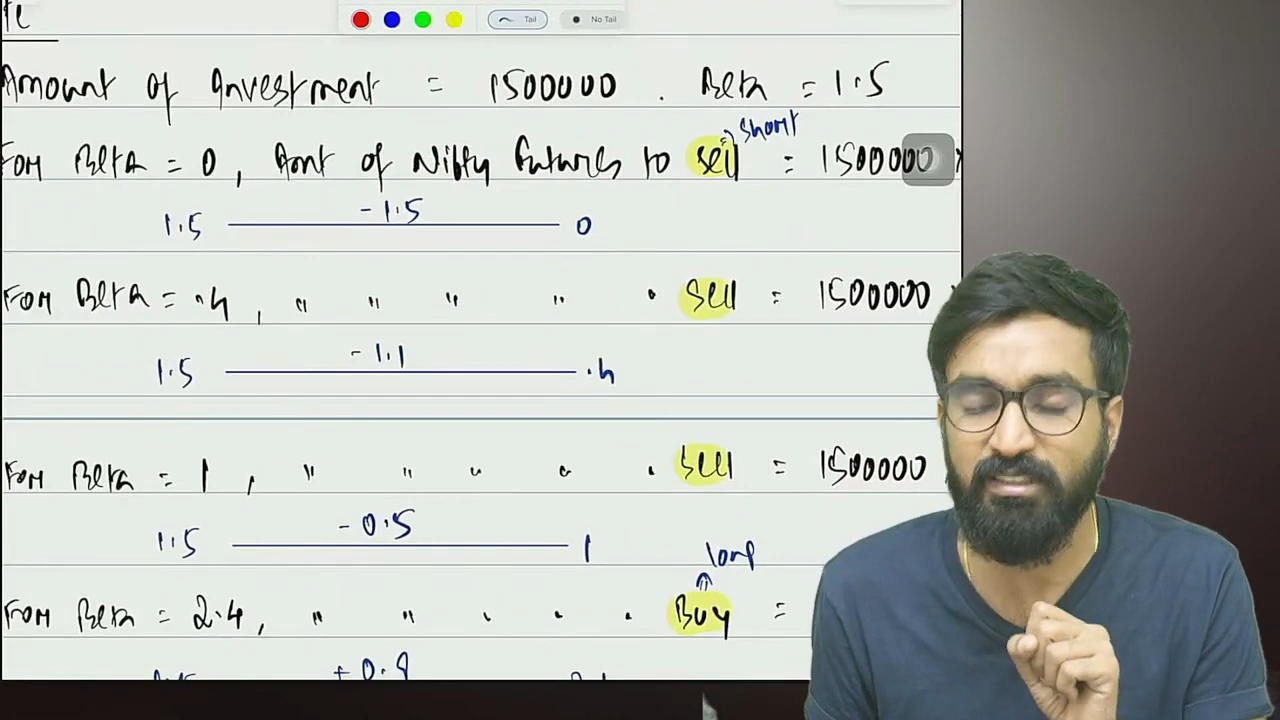 Tail No Tail
Amount of Investment = 1500000 . Beta = 1.5
short
For Beta = 0 , Amt of Nifty Futures to sell = 1500000 ×
1.5 -1.5 0
For Beta = .4 , " " " " . sell = 1500000
1.5 -1.1 .4
For Beta = 1 , " " " " . sell = 1500000
1.5 -0.5 1
long
For Beta = 2.4 , " " . . . Buy =
+0.9